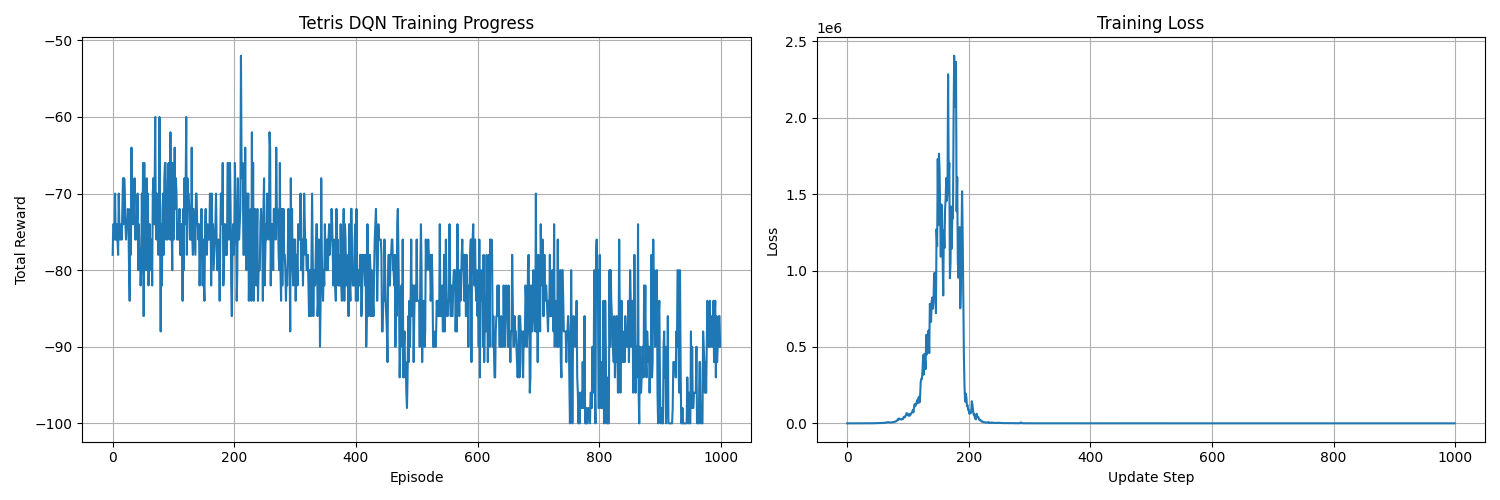 Tetris DQN Training Progress
Total Reward
−50
−60
−70
−80
−90
−100
0 200 400 600 800 1000
Episode
Training Loss
1e6
Loss
2.5
2.0
1.5
1.0
0.5
0.0
0 200 400 600 800 1000
Update Step